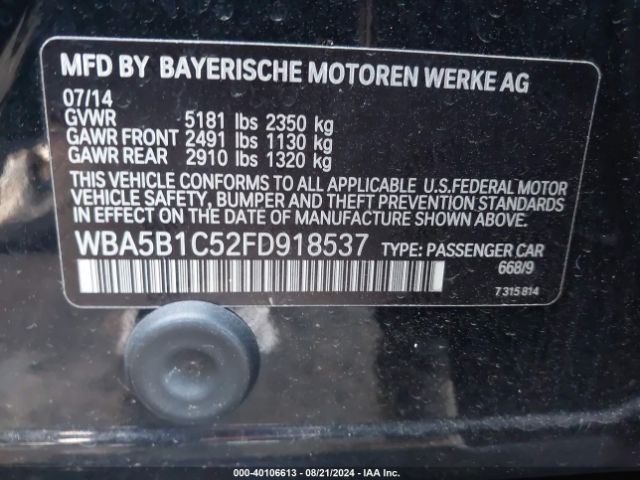 MFD BY BAYERISCHE MOTOREN WERKE AG
07/14
GVWR 5181 lbs 2350 kg
GAWR FRONT 2491 lbs 1130 kg
GAWR REAR 2910 lbs 1320 kg
THIS VEHICLE CONFORMS TO ALL APPLICABLE U.S.FEDERAL MOTOR
VEHICLE SAFETY, BUMPER AND THEFT PREVENTION STANDARDS
IN EFFECT ON THE DATE OF MANUFACTURE SHOWN ABOVE.
WBA5B1C52FD918537 TYPE: PASSENGER CAR
668/9
7 315 814
000-40106613 - 08/21/2024 - IAA Inc.